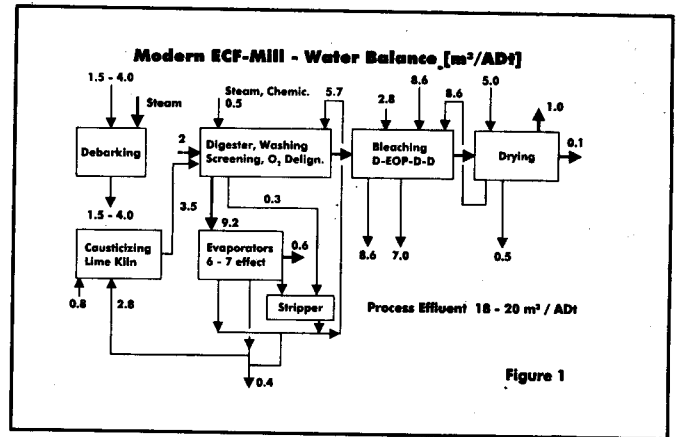 Modern ECF-Mill - Water Balance [m³/ADt]
1.5 - 4.0
Steam
Steam, Chemic.
0.5
5.7
2.8
8.6
8.6
5.0
1.0
Debarking
2
Digester, Washing
Screening, O₂ Delign.
Bleaching
D-EOP-D-D
Drying
0.1
1.5 - 4.0
3.5
0.3
9.2
Causticizing
Lime Kiln
Evaporators
6 - 7 effect
0.6
8.6
7.0
0.5
0.8
2.8
Stripper
Process Effluent 18 - 20 m³ / ADt
0.4
Figure 1